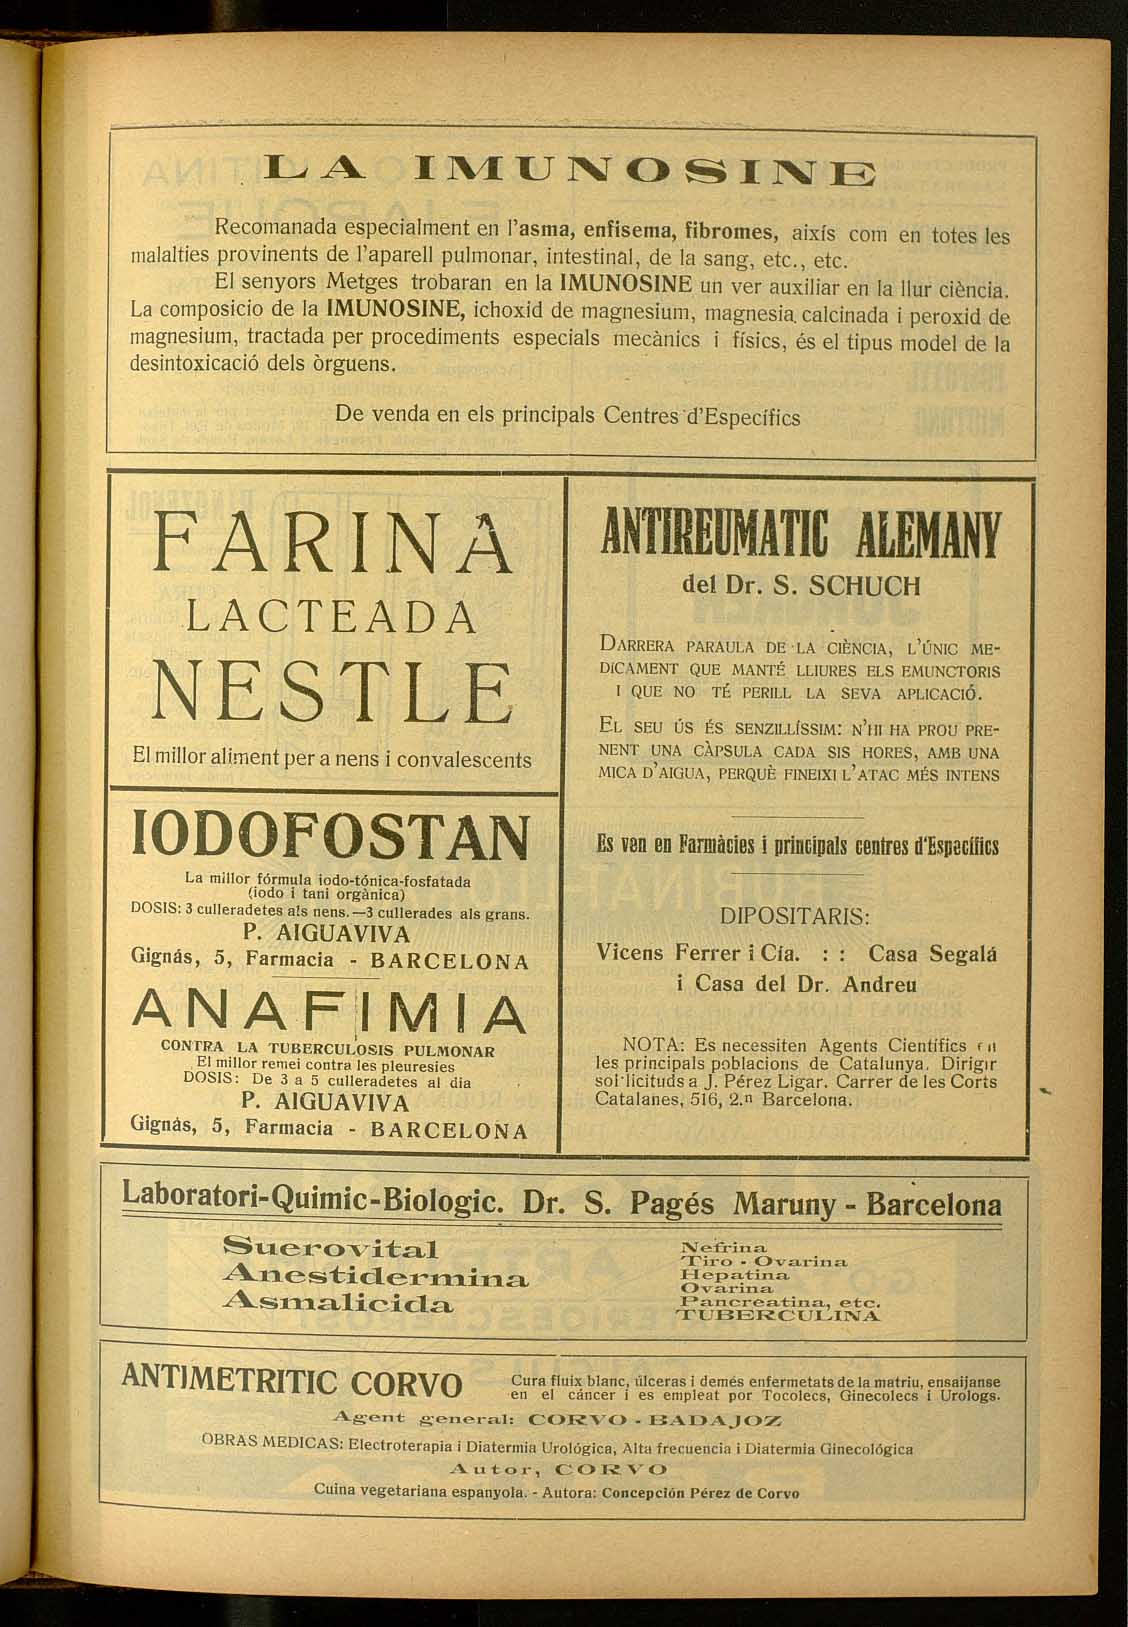 LA IMUNOSINE
Recomanada especialment en l'asma, enfisema, fibromes, aixís com en totes les
malalties provinents de l'aparell pulmonar, intestinal, de la sang, etc., etc.
El senyors Metges trobaran en la IMUNOSINE un ver auxiliar en la llur ciència.
La composicio de la IMUNOSINE, ichoxid de magnesium, magnesia calcinada i peroxid de
magnesium, tractada per procediments especials mecànics i físics, és el tipus model de la
desintoxicació dels òrguens.
De venda en els principals Centres d'Específics
FARINA
LACTEADA
NESTLE
El millor aliment per a nens i convalescents
IODOFOSTAN
La millor fórmula iodo-tónica-fosfatada
(iodo i tani orgànica)
DOSIS: 3 culleradetes als nens.—3 cullerades als grans.
P. AIGUAVIVA
Gignás, 5, Farmacia - BARCELONA
ANAFIMIA
CONTRA LA TUBERCULOSIS PULMONAR
El millor remei contra les pleuresies
DOSIS: De 3 a 5 culleradetes al dia
P. AIGUAVIVA
Gignás, 5, Farmacia - BARCELONA
ANTIREUMATIC ALEMANY
del Dr. S. SCHUCH
DARRERA PARAULA DE LA CIÈNCIA, L'ÚNIC ME-
DICAMENT QUE MANTÉ LLIURES ELS EMUNCTORIS
I QUE NO TÉ PERILL LA SEVA APLICACIÓ.
EL SEU ÚS ÉS SENZILLÍSSIM: N'HI HA PROU PRE-
NENT UNA CÀPSULA CADA SIS HORES, AMB UNA
MICA D'AIGUA, PERQUÈ FINEIXI L'ATAC MÉS INTENS
Es ven en Farmàcies i principals centres d'Específics
DIPOSITARIS:
Vicens Ferrer i Cía. : : Casa Segalá
i Casa del Dr. Andreu
NOTA: Es necessiten Agents Científics en
les principals poblacions de Catalunya. Dirigir
sol·licituds a J. Pérez Ligar. Carrer de les Corts
Catalanes, 516, 2.n Barcelona.
Laboratori-Quimic-Biologic. Dr. S. Pagés Maruny - Barcelona
Suerovital
Anestidermina
Asmalicida
Nefrina
Tiro - Ovarina
Hepatina
Ovarina
Pancreatina, etc.
TUBERCULINA
ANTIMETRITIC CORVO
Cura fluix blanc, úlceras i demés enfermetats de la matriu, ensaijanse
en el cáncer i es empleat por Tocolecs, Ginecolecs i Urologs.
Agent general: CORVO - BADAJOZ
OBRAS MEDICAS: Electroterapia i Diatermia Urológica, Alta frecuencia i Diatermia Ginecológica
Autor, CORVO
Cuina vegetariana espanyola. - Autora: Concepción Pérez de Corvo